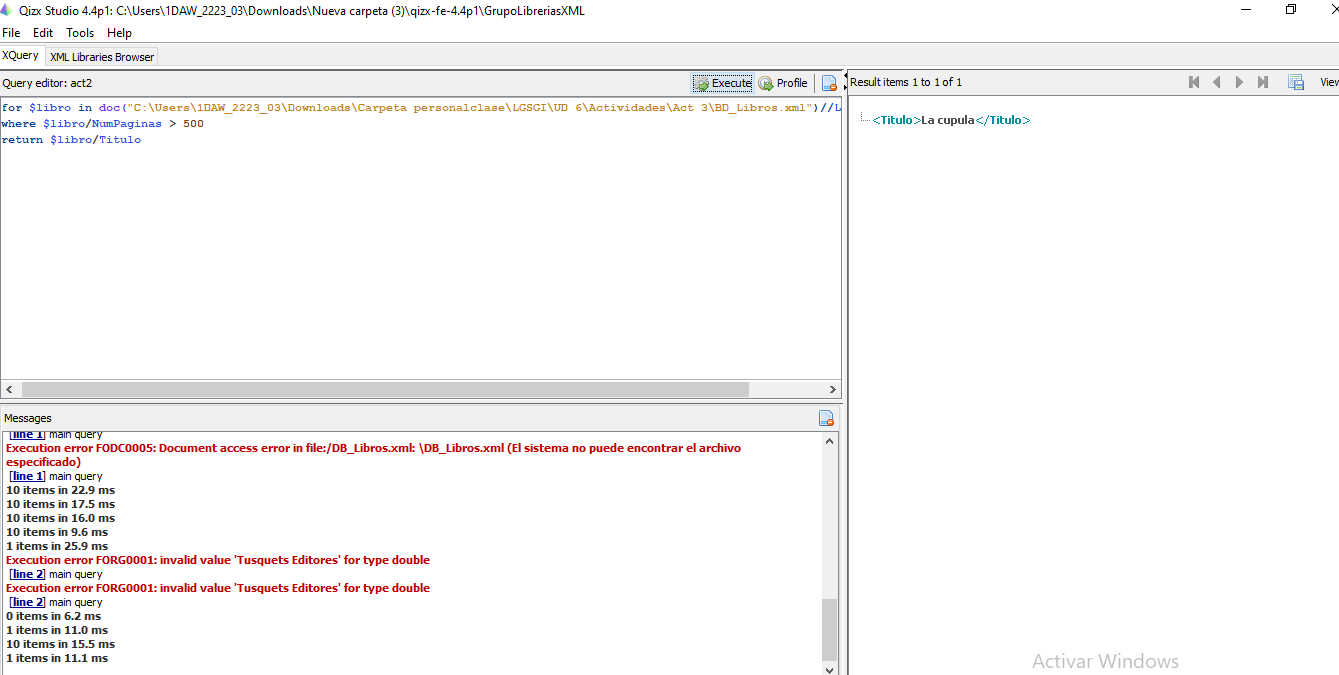 Qizx Studio 4.4p1: C:\Users\1DAW_2223_03\Downloads\Nueva carpeta (3)\qizx-fe-4.4p1\GrupoLibreriasXML
File Edit Tools Help
XQuery XML Libraries Browser
Query editor: act2 Execute Profile
for $libro in doc("C:\Users\1DAW_2223_03\Downloads\Carpeta personalclase\LGSGI\UD 6\Actividades\Act 3\BD_Libros.xml")//L
where $libro/NumPaginas > 500
return $libro/Titulo
Messages
[line 1] main query
Execution error FODC0005: Document access error in file:/DB_Libros.xml: \DB_Libros.xml (El sistema no puede encontrar el archivo
especificado)
[line 1] main query
10 items in 22.9 ms
10 items in 17.5 ms
10 items in 16.0 ms
10 items in 9.6 ms
1 items in 25.9 ms
Execution error FORG0001: invalid value 'Tusquets Editores' for type double
[line 2] main query
Execution error FORG0001: invalid value 'Tusquets Editores' for type double
[line 2] main query
0 items in 6.2 ms
1 items in 11.0 ms
10 items in 15.5 ms
1 items in 11.1 ms
Result items 1 to 1 of 1 View
<Titulo>La cupula</Titulo>
Activar Windows